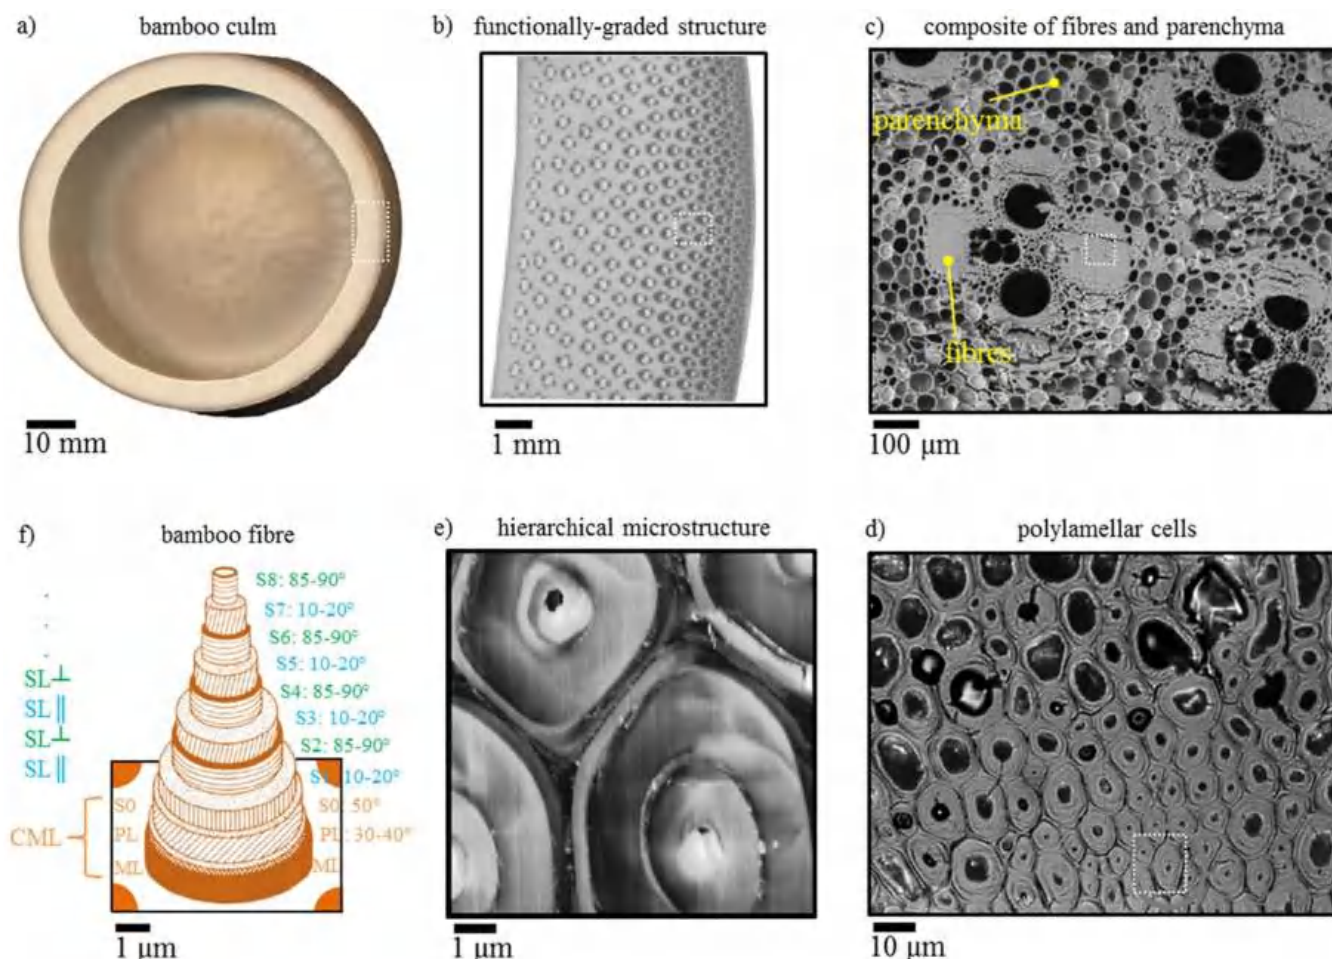 a) bamboo culm
b) functionally-graded structure
c) composite of fibres and parenchyma
parenchyma
fibres
10 mm
1 mm
100 µm
f) bamboo fibre
e) hierarchical microstructure
d) polylamellar cells
S8: 85-90°
S7: 10-20°
S6: 85-90°
S5: 10-20°
SL⊥
S4: 85-90°
SL∥
S3: 10-20°
SL⊥
S2: 85-90°
SL∥
S1: 10-20°
S0 S0: 50°
CML PL PL: 30-40°
ML ML
1 µm
1 µm
10 µm